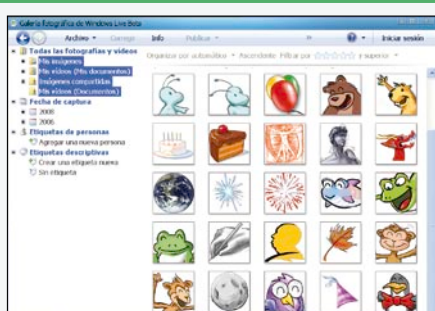 Galería fotográfica de Windows Live Beta
Archivo Corregir Info Publicar » Iniciar sesión
Todas las fotografías y vídeos
Organiza por automático Ascendente Filtrar por y superior
Mis imágenes
Mis vídeos (Mis documentos)
Imágenes compartidas
Mis vídeos (Documentos)
Fecha de captura
2008
2006
Etiquetas de personas
Agregar una nueva persona
Etiquetas descriptivas
Crear una etiqueta nueva
Sin etiqueta